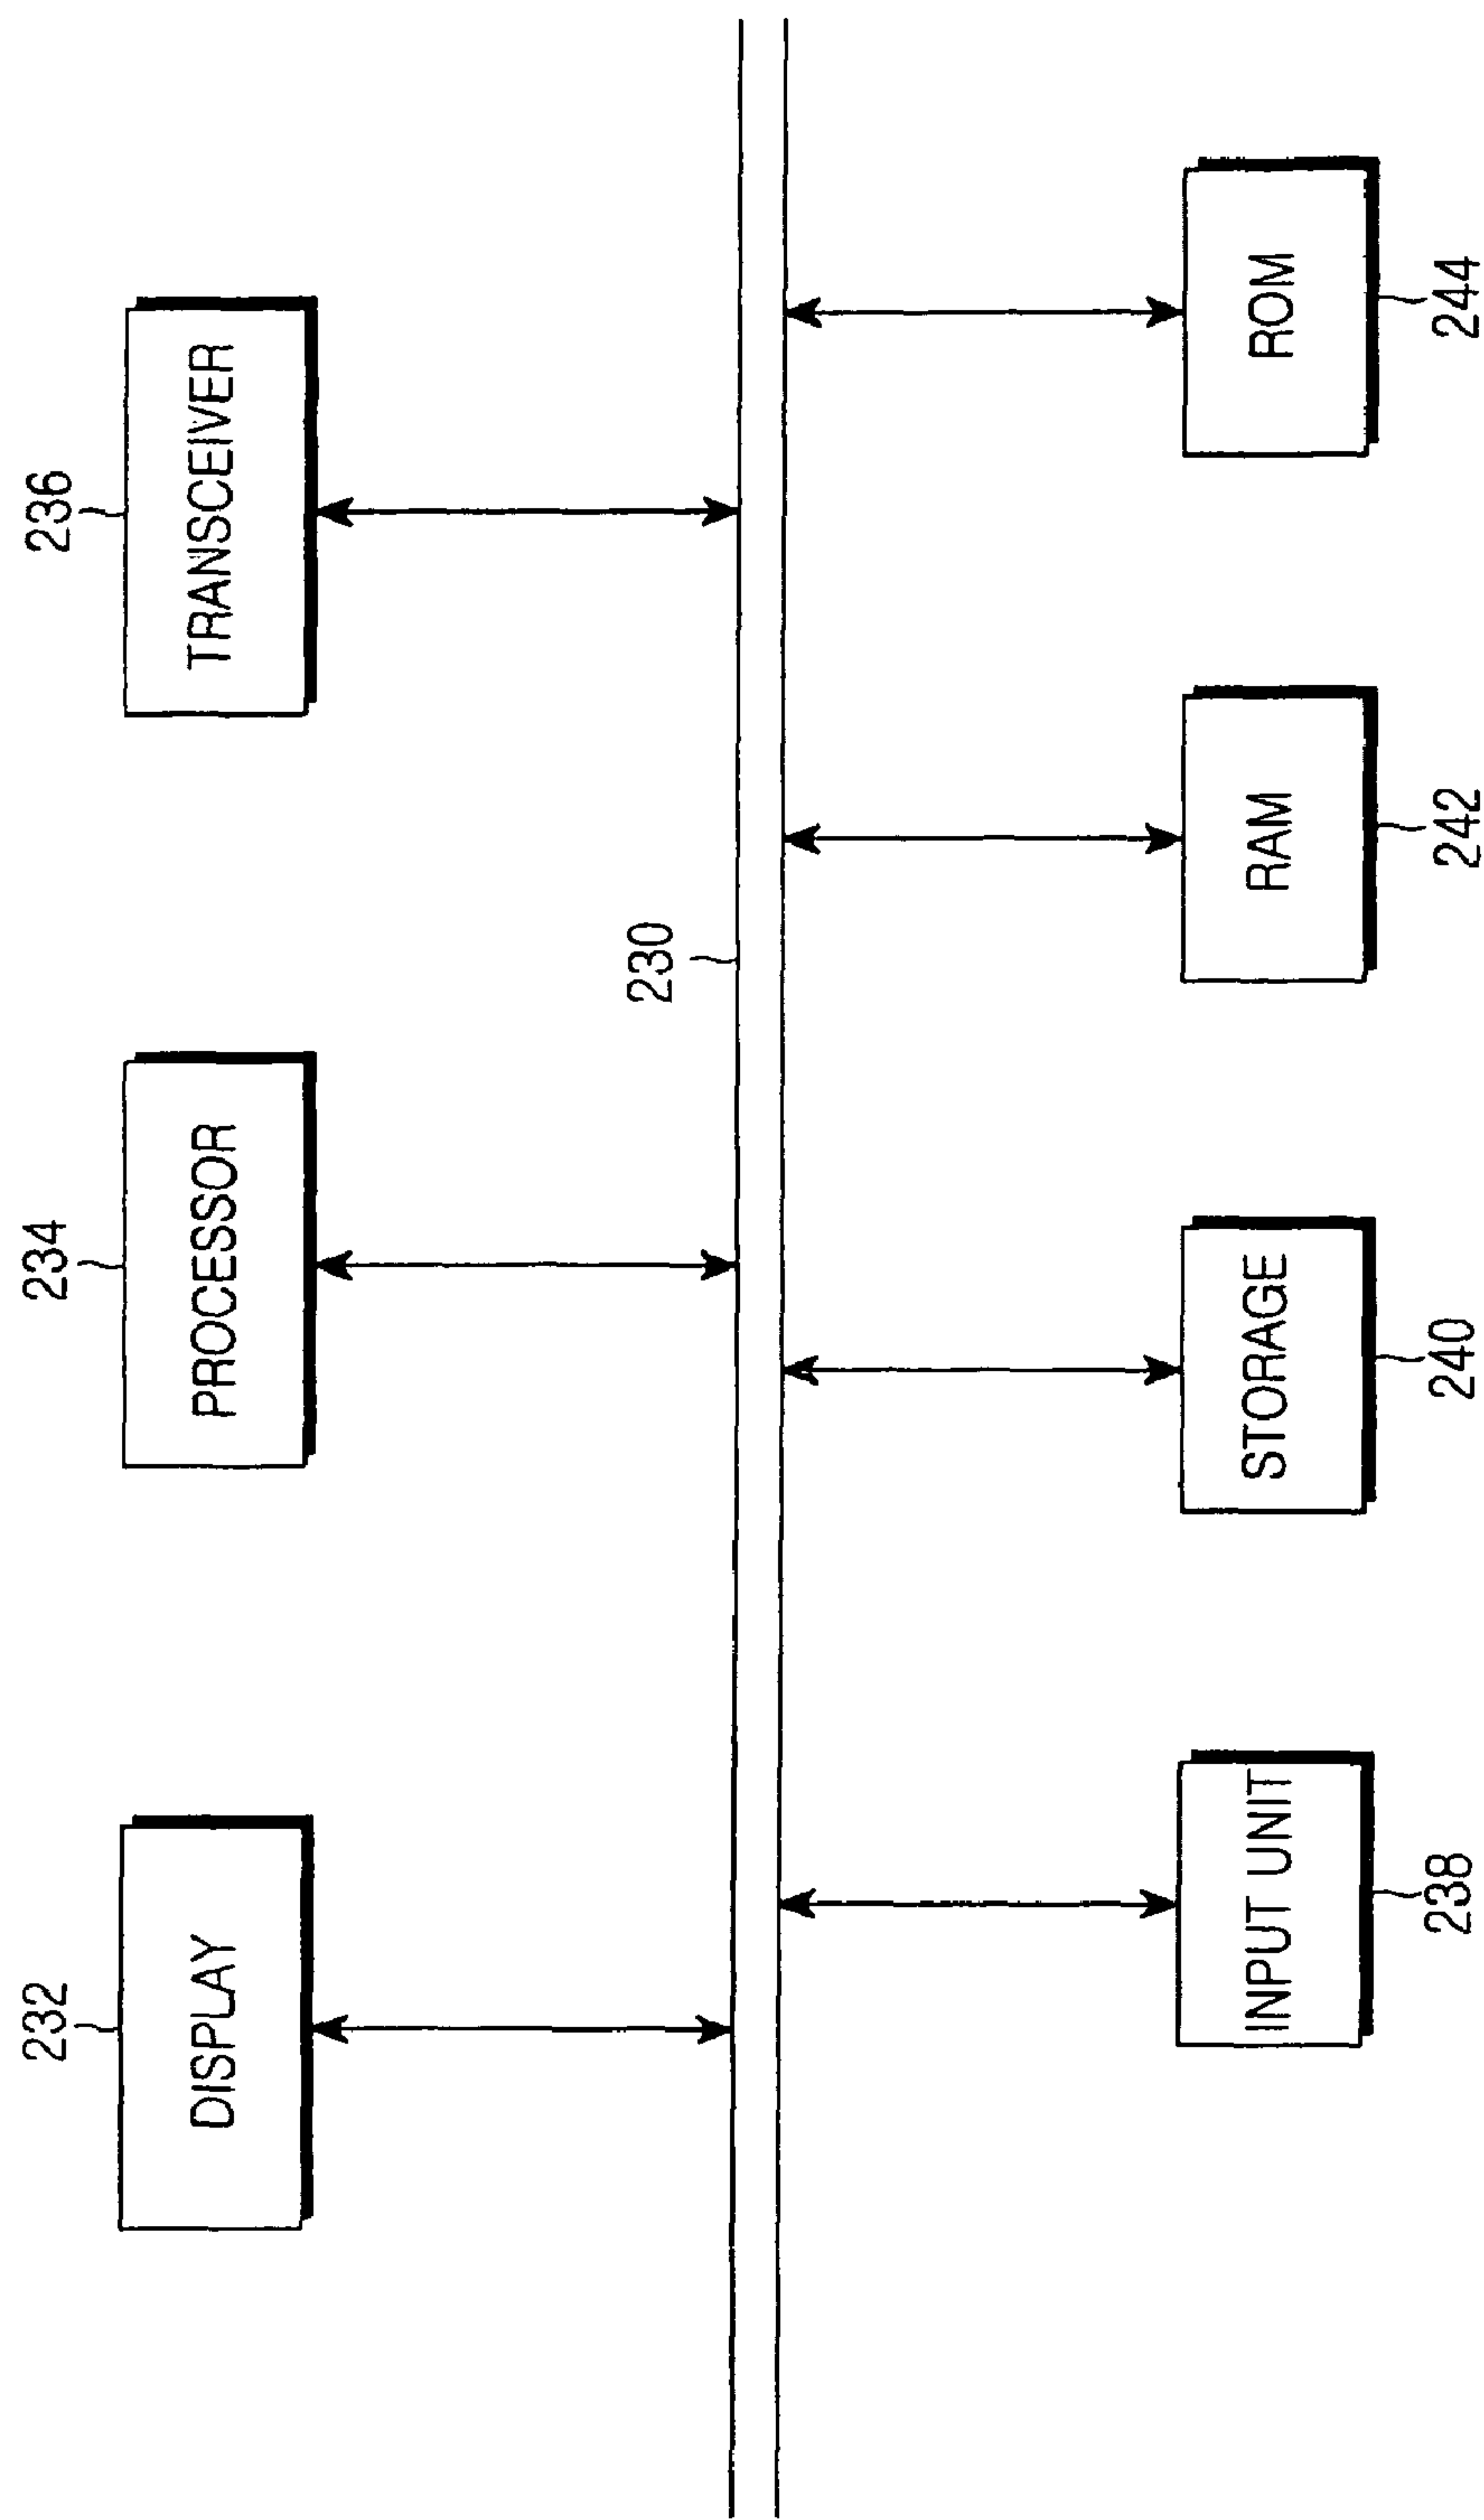 232
234
236
DISPLAY
PROCESSOR
TRANSCEIVER
230
INPUT UNIT
STORAGE
RAM
ROM
238
240
242
244